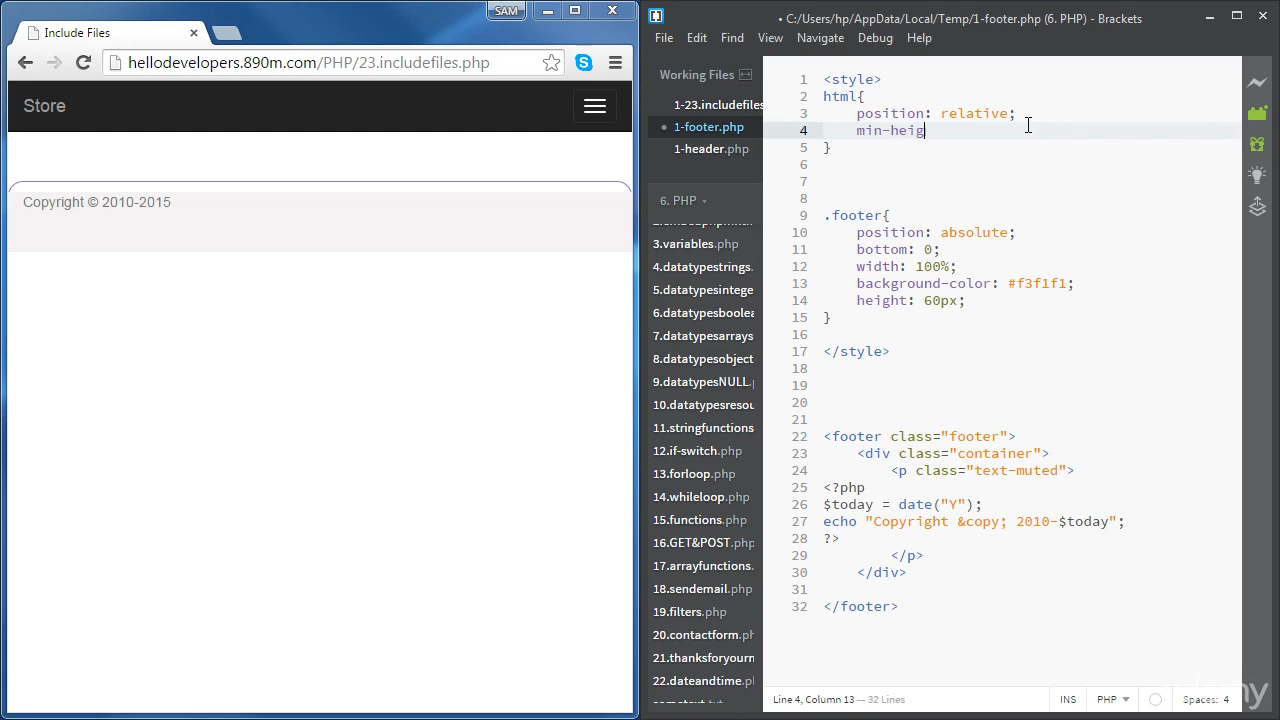 SAM
Include Files
hellodevelopers.890m.com/PHP/23.includefiles.php
Store
Copyright © 2010-2015
C:/Users/hp/AppData/Local/Temp/1-footer.php (6. PHP) - Brackets
File Edit Find View Navigate Debug Help
Working Files
1-23.includefiles
1-footer.php
1-header.php
6. PHP
3.variables.php
4.datatypestrings.
5.datatypesintege
6.datatypesboolea
7.datatypesarrays
8.datatypesobject
9.datatypesNULL.p
10.datatypesresou
11.stringfunctions
12.if-switch.php
13.forloop.php
14.whileloop.php
15.functions.php
16.GET&POST.php
17.arrayfunctions.
18.sendemail.php
19.filters.php
20.contactform.ph
21.thanksforyourn
22.dateandtime.p
1 <style>
2 html{
3 position: relative;
4 min-heig
5 }
6
7
8
9 .footer{
10 position: absolute;
11 bottom: 0;
12 width: 100%;
13 background-color: #f3f1f1;
14 height: 60px;
15 }
16
17 </style>
18
19
20
21
22 <footer class="footer">
23 <div class="container">
24 <p class="text-muted">
25 <?php
26 $today = date("Y");
27 echo "Copyright &copy; 2010-$today";
28 ?>
29 </p>
30 </div>
31
32 </footer>
Line 4, Column 13 — 32 Lines
INS PHP Spaces: 4